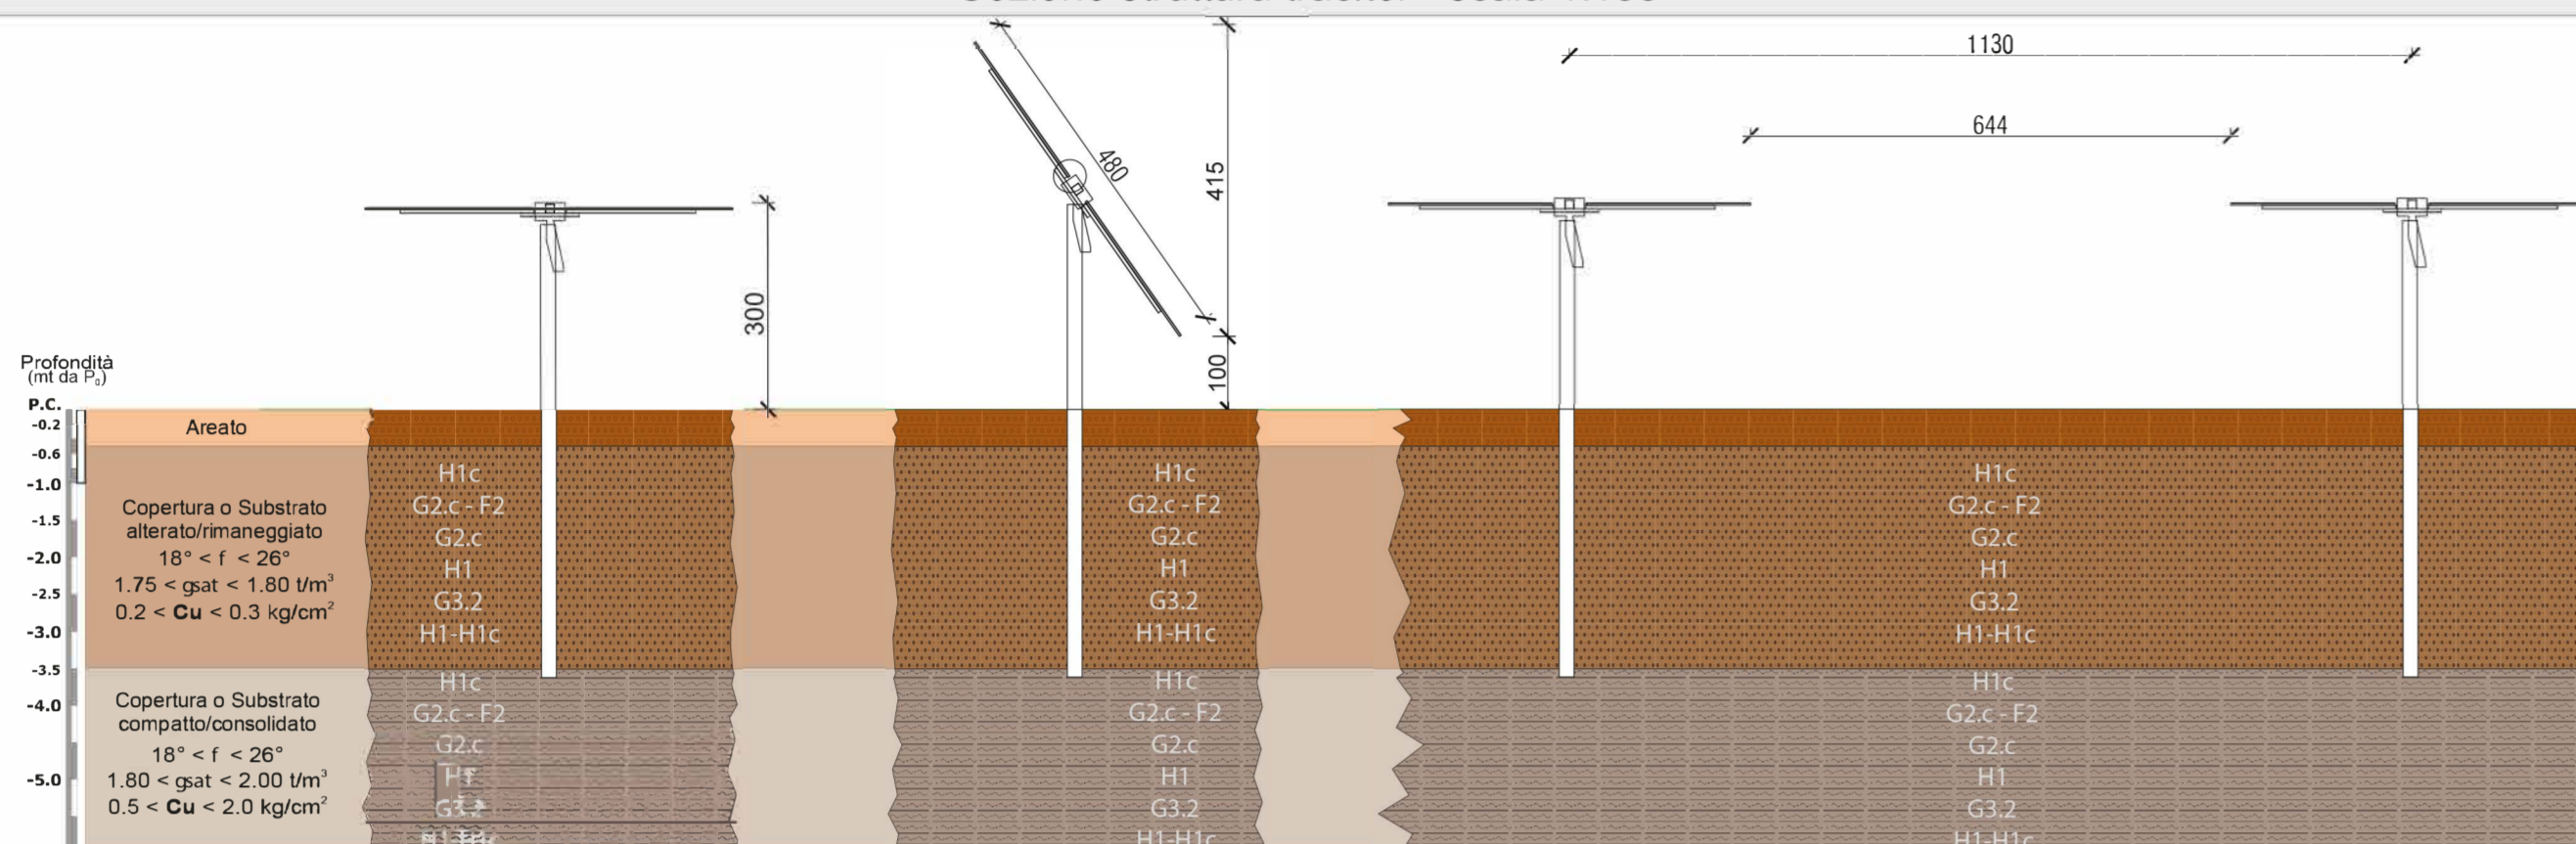 1130
644
480
415
300
100
Profondità
(mt da P₀)
P.C.
-0.2
-0.6
-1.0
-1.5
-2.0
-2.5
-3.0
-3.5
-4.0
-5.0
Areato
Copertura o Substrato
alterato/rimaneggiato
18° < f < 26°
1.75 < gsat < 1.80 t/m³
0.2 < Cu < 0.3 kg/cm²
Copertura o Substrato
compatto/consolidato
18° < f < 26°
1.80 < gsat < 2.00 t/m³
0.5 < Cu < 2.0 kg/cm²
H1c
G2.c - F2
G2.c
H1
G3.2
H1-H1c
H1c
G2.c - F2
G2.c
H1
H1c
G2.c - F2
G2.c
H1
G3.2
H1-H1c
H1c
G2.c - F2
G2.c
H1
G3.2
H1-H1c
H1c
G2.c - F2
G2.c
H1
G3.2
H1-H1c
H1c
G2.c - F2
G2.c
H1
G3.2
H1-H1c